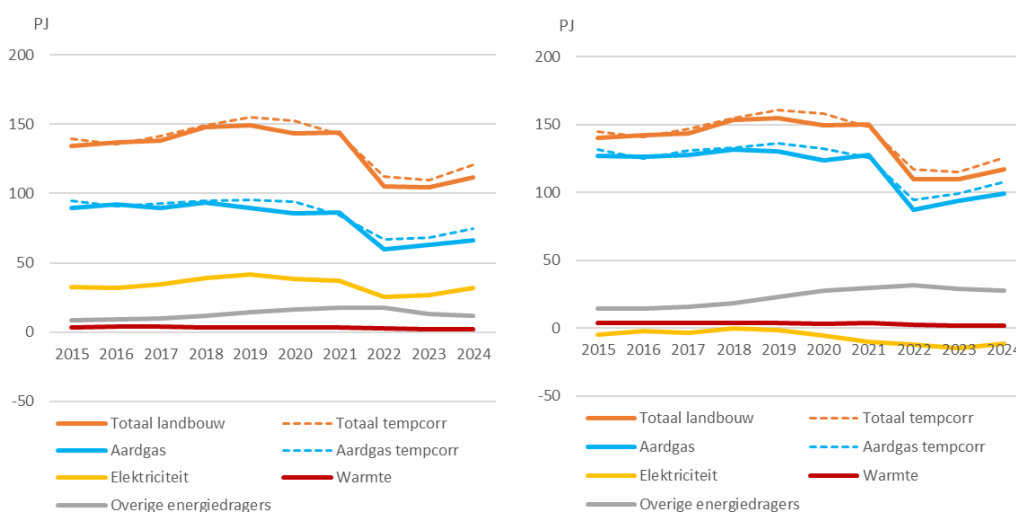 PJ
200
150
100
50
0
2015 2016 2017 2018 2019 2020 2021 2022 2023 2024
-50
Totaal landbouw Totaal tempcorr
Aardgas Aardgas tempcorr
Elektriciteit Warmte
Overige energiedragers
PJ
200
150
100
50
0
2015 2016 2017 2018 2019 2020 2021 2022 2023 2024
-50
Totaal landbouw Totaal tempcorr
Aardgas Aardgas tempcorr
Elektriciteit Warmte
Overige energiedragers